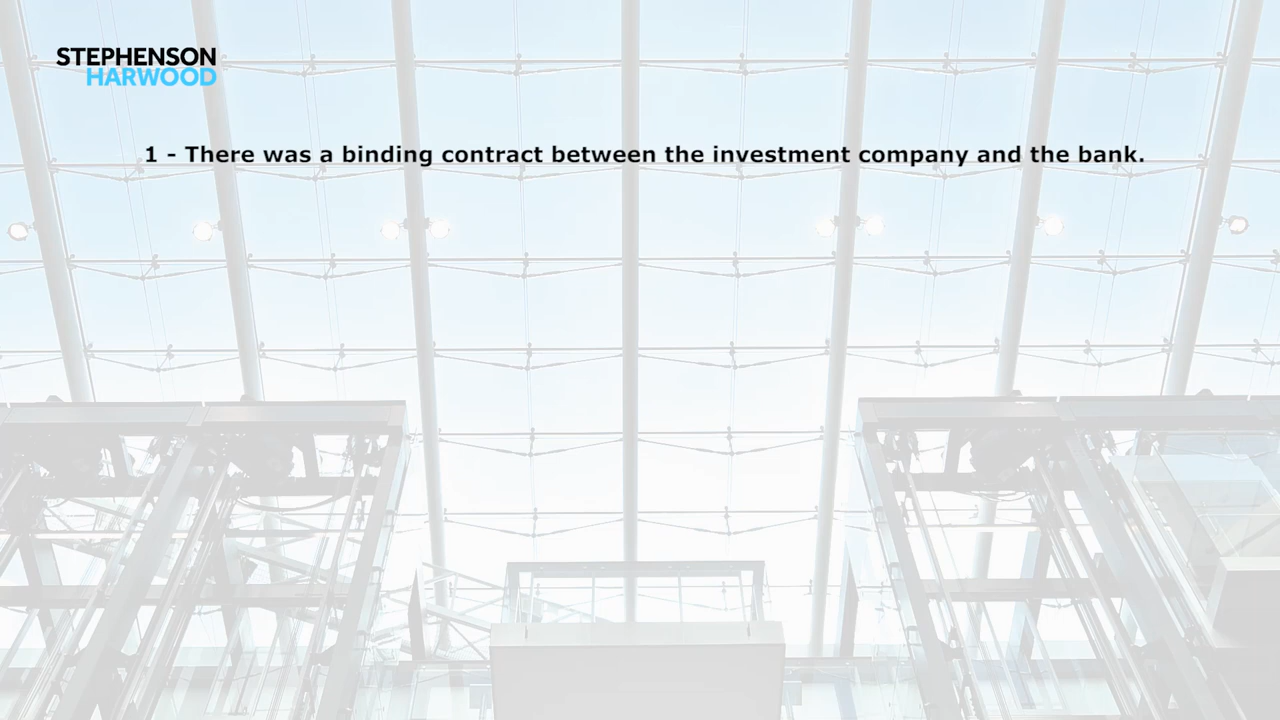 STEPHENSON
HARWOOD
1 - There was a binding contract between the investment company and the bank.